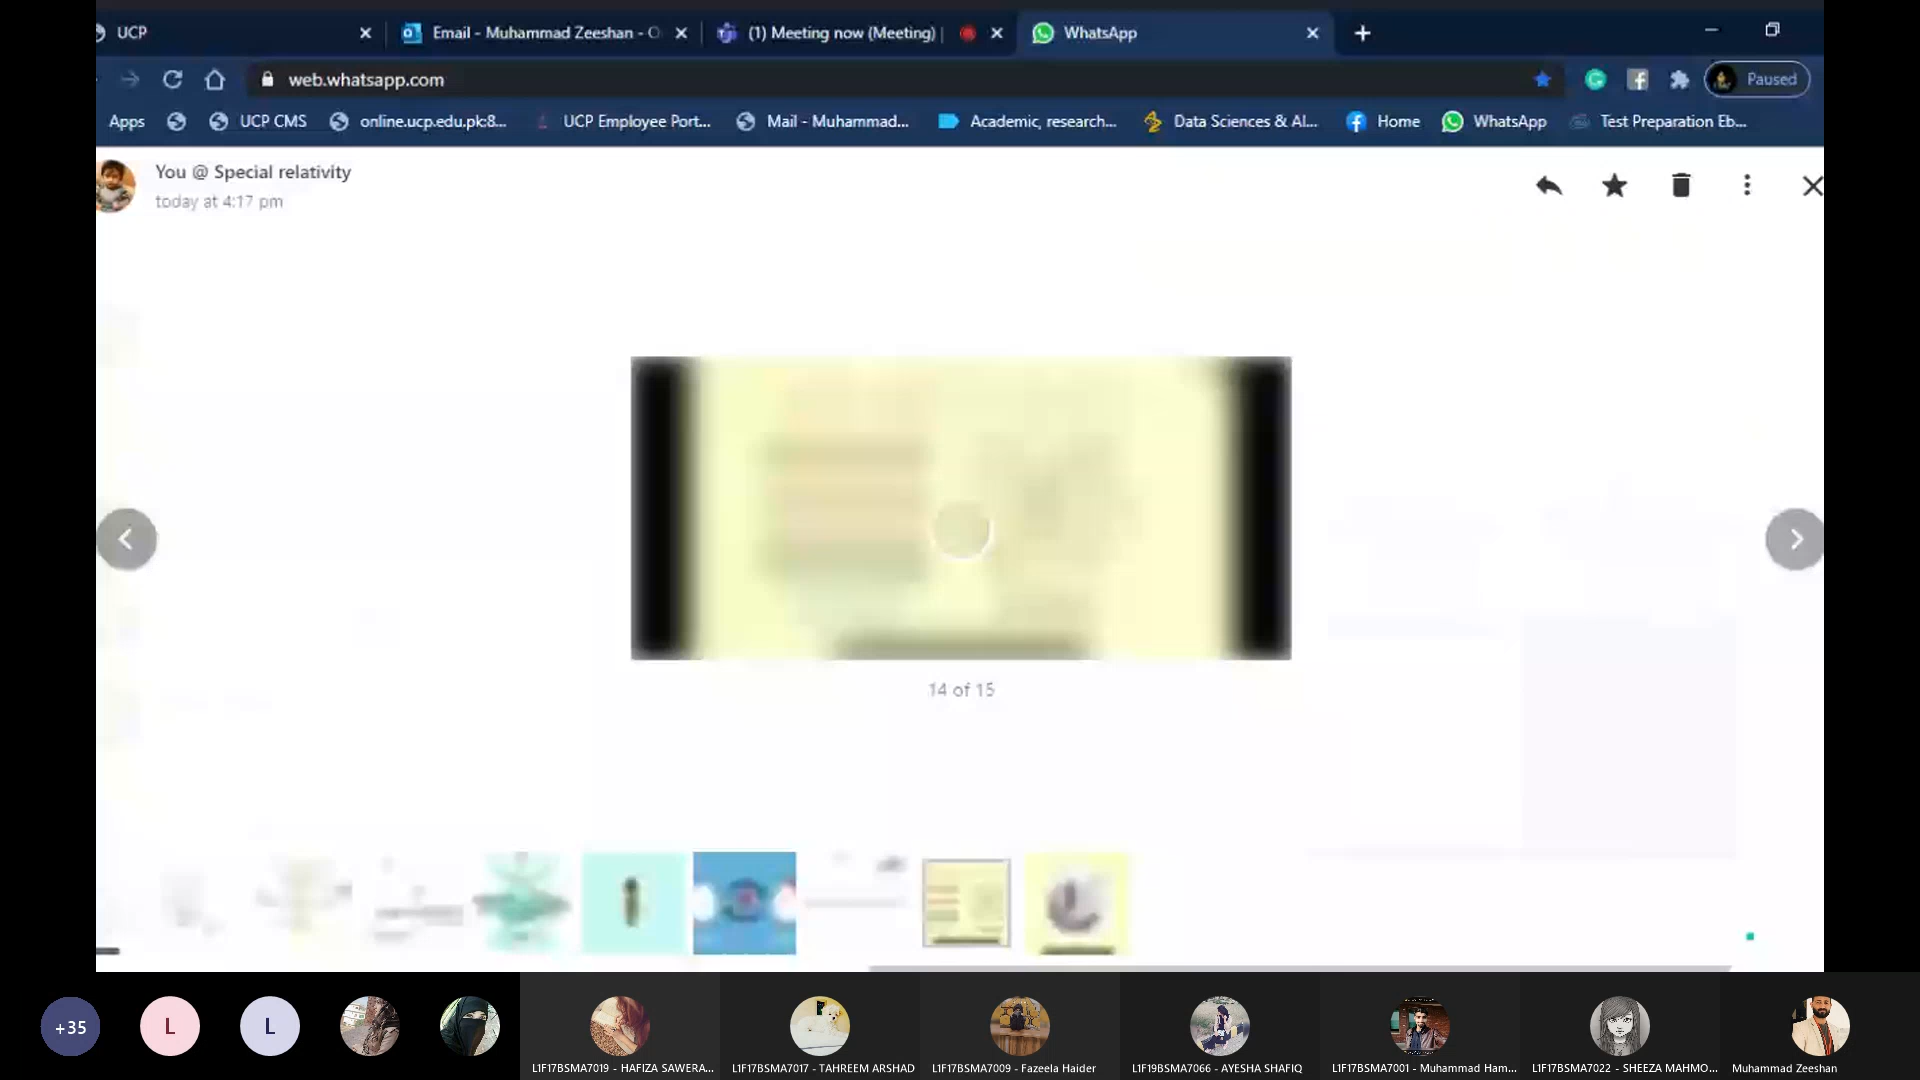 UCP
Email - Muhammad Zeeshan - O
(1) Meeting now (Meeting) |
WhatsApp
web.whatsapp.com
Paused
Apps
UCP CMS
online.ucp.edu.pk:8...
UCP Employee Port...
Mail - Muhammad...
Academic, research...
Data Sciences & Al...
Home
WhatsApp
Test Preparation Eb...
You @ Special relativity
today at 4:17 pm
14 of 15
+35
L
L
L1F17BSMA7019 - HAFIZA SAWERA...
L1F17BSMA7017 - TAHREEM ARSHAD
L1F17BSMA7009 - Fazeela Haider
L1F19BSMA7066 - AYESHA SHAFIQ
L1F17BSMA7001 - Muhammad Ham...
L1F17BSMA7022 - SHEEZA MAHMO...
Muhammad Zeeshan